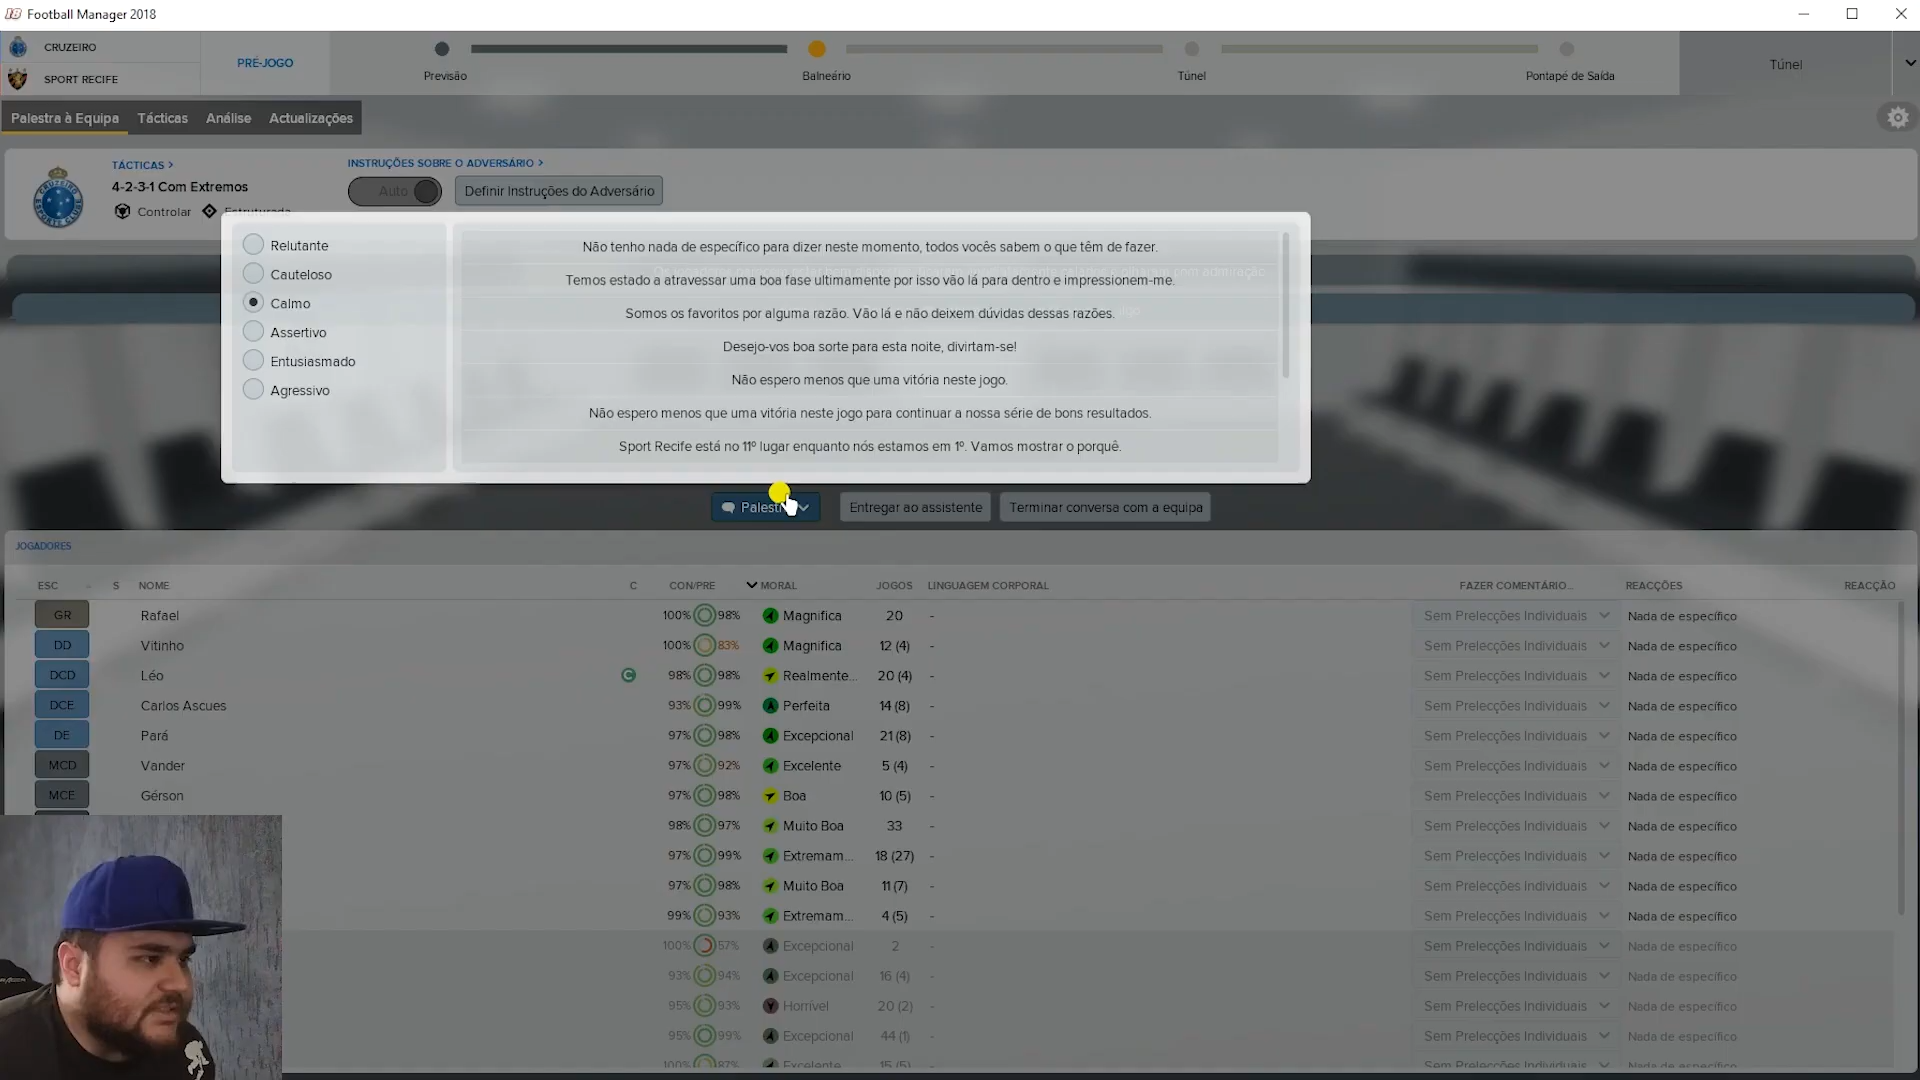 Football Manager 2018
CRUZEIRO
SPORT RECIFE
PRÉ-JOGO
Previsão
Balneário
Túnel
Pontapé de Saída
Túnel
Palestra à Equipa
Tácticas
Análise
Actualizações
TÁCTICAS >
4-2-3-1 Com Extremos
Controlar
Estruturada
INSTRUÇÕES SOBRE O ADVERSÁRIO >
Auto
Definir Instruções do Adversário
Relutante
Cauteloso
Calmo
Assertivo
Entusiasmado
Agressivo
Não tenho nada de específico para dizer neste momento, todos vocês sabem o que têm de fazer.
Temos estado a atravessar uma boa fase ultimamente por isso vão lá para dentro e impressionem-me.
Somos os favoritos por alguma razão. Vão lá e não deixem dúvidas dessas razões.
Desejo-vos boa sorte para esta noite, divirtam-se!
Não espero menos que uma vitória neste jogo.
Não espero menos que uma vitória neste jogo para continuar a nossa série de bons resultados.
Sport Recife está no 11º lugar enquanto nós estamos em 1º. Vamos mostrar o porquê.
Entregar ao assistente
Terminar conversa com a equipa
JOGADORES
ESC S NOME C CON/PRE MORAL JOGOS LINGUAGEM CORPORAL FAZER COMENTÁRIO... REACÇÕES REACÇÃO
GR Rafael 100% 98% Magnifica 20 - Sem Prelecções Individuais Nada de específico
DD Vitinho 100% 83% Magnifica 12 (4) - Sem Prelecções Individuais Nada de específico
DCD Léo C 98% 98% Realmente... 20 (4) - Sem Prelecções Individuais Nada de específico
DCE Carlos Ascues 93% 99% Perfeita 14 (8) - Sem Prelecções Individuais Nada de específico
DE Pará 97% 98% Excepcional 21 (8) - Sem Prelecções Individuais Nada de específico
MCD Vander 97% 92% Excelente 5 (4) - Sem Prelecções Individuais Nada de específico
MCE Gérson 97% 98% Boa 10 (5) - Sem Prelecções Individuais Nada de específico
98% 97% Muito Boa 33 - Sem Prelecções Individuais Nada de específico
97% 99% Extremam... 18 (27) - Sem Prelecções Individuais Nada de específico
97% 98% Muito Boa 11 (7) - Sem Prelecções Individuais Nada de específico
99% 93% Extremam... 4 (5) - Sem Prelecções Individuais Nada de específico
100% 57% Excepcional 2 - Sem Prelecções Individuais Nada de específico
93% 94% Excepcional 16 (4) - Sem Prelecções Individuais Nada de específico
95% 93% Horrível 20 (2) - Sem Prelecções Individuais Nada de específico
95% 99% Excepcional 44 (1) - Sem Prelecções Individuais Nada de específico
100% 87% Excelente 15 (5) - Sem Prelecções Individuais Nada de específico